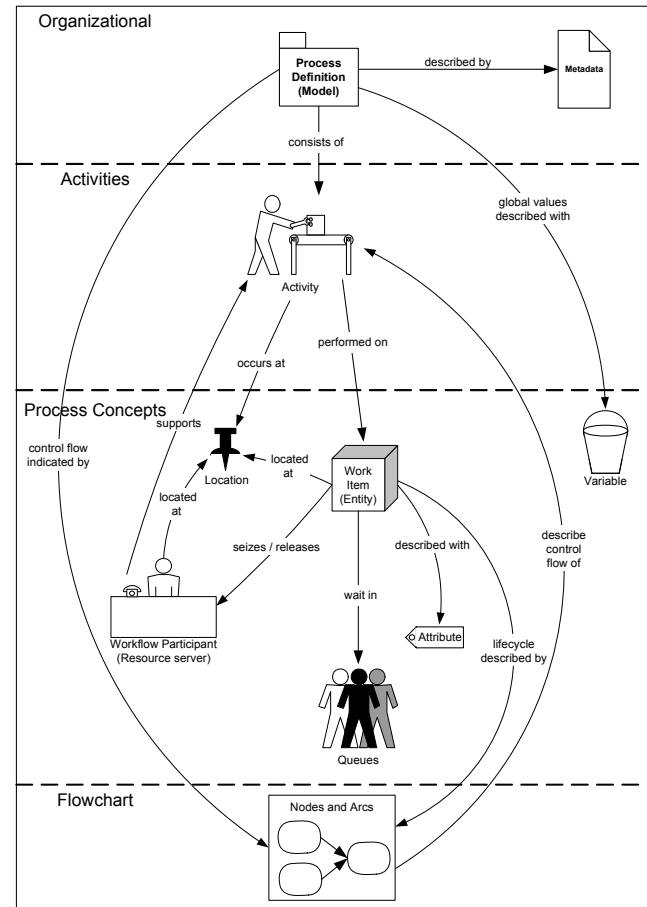 Organizational
Process
Definition
(Model)
described by
Metadata
consists of
Activities
global values
described with
Activity
occurs at
performed on
Process Concepts
supports
control flow
indicated by
located
at
Location
located
at
Work
Item
(Entity)
Variable
seizes / releases
described with
describe
control
flow of
wait in
Attribute
lifecycle
described by
Workflow Participant
(Resource server)
Queues
Flowchart
Nodes and Arcs